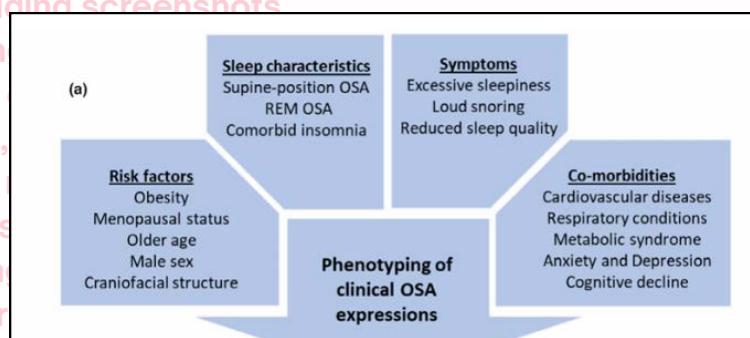 ding screenshots
(a)
Sleep characteristics
Supine-position OSA
REM OSA
Comorbid insomnia
Symptoms
Excessive sleepiness
Loud snoring
Reduced sleep quality
Risk factors
Obesity
Menopausal status
Older age
Male sex
Craniofacial structure
Co-morbidities
Cardiovascular diseases
Respiratory conditions
Metabolic syndrome
Anxiety and Depression
Cognitive decline
Phenotyping of
clinical OSA
expressions